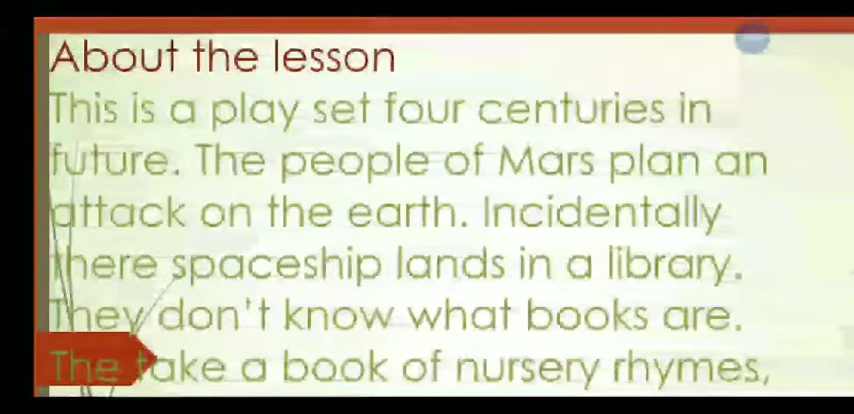 About the lesson
This is a play set four centuries in
future. The people of Mars plan an
attack on the earth. Incidentally
there spaceship lands in a library.
They don't know what books are.
The take a book of nursery rhymes,